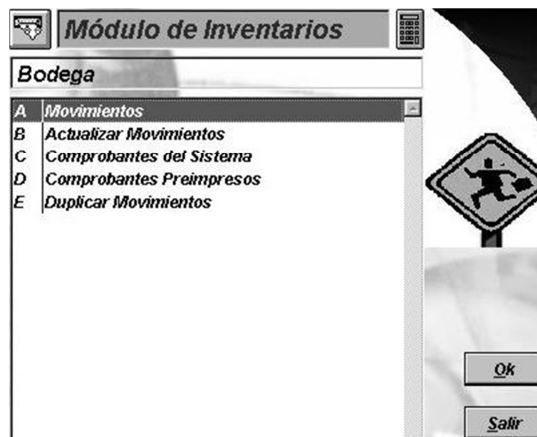 Módulo de Inventarios
Bodega
A Movimientos
B Actualizar Movimientos
C Comprobantes del Sistema
D Comprobantes Preimpresos
E Duplicar Movimientos
Ok
Salir